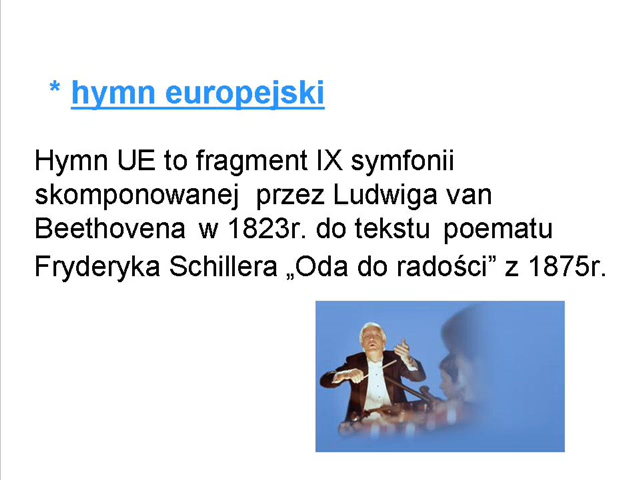 * hymn europejski
Hymn UE to fragment IX symfonii
skomponowanej przez Ludwiga van
Beethovena w 1823r. do tekstu poematu
Fryderyka Schillera „Oda do radości” z 1875r.